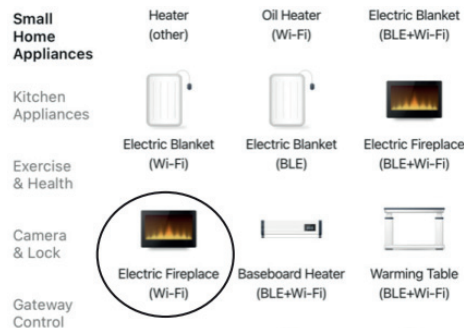 Small
Home
Appliances
Kitchen
Appliances
Exercise
& Health
Camera
& Lock
Gateway
Control
Heater
(other)
Oil Heater
(Wi-Fi)
Electric Blanket
(BLE+Wi-Fi)
Electric Blanket
(Wi-Fi)
Electric Blanket
(BLE)
Electric Fireplace
(BLE+Wi-Fi)
Electric Fireplace
(Wi-Fi)
Baseboard Heater
(BLE+Wi-Fi)
Warming Table
(BLE+Wi-Fi)